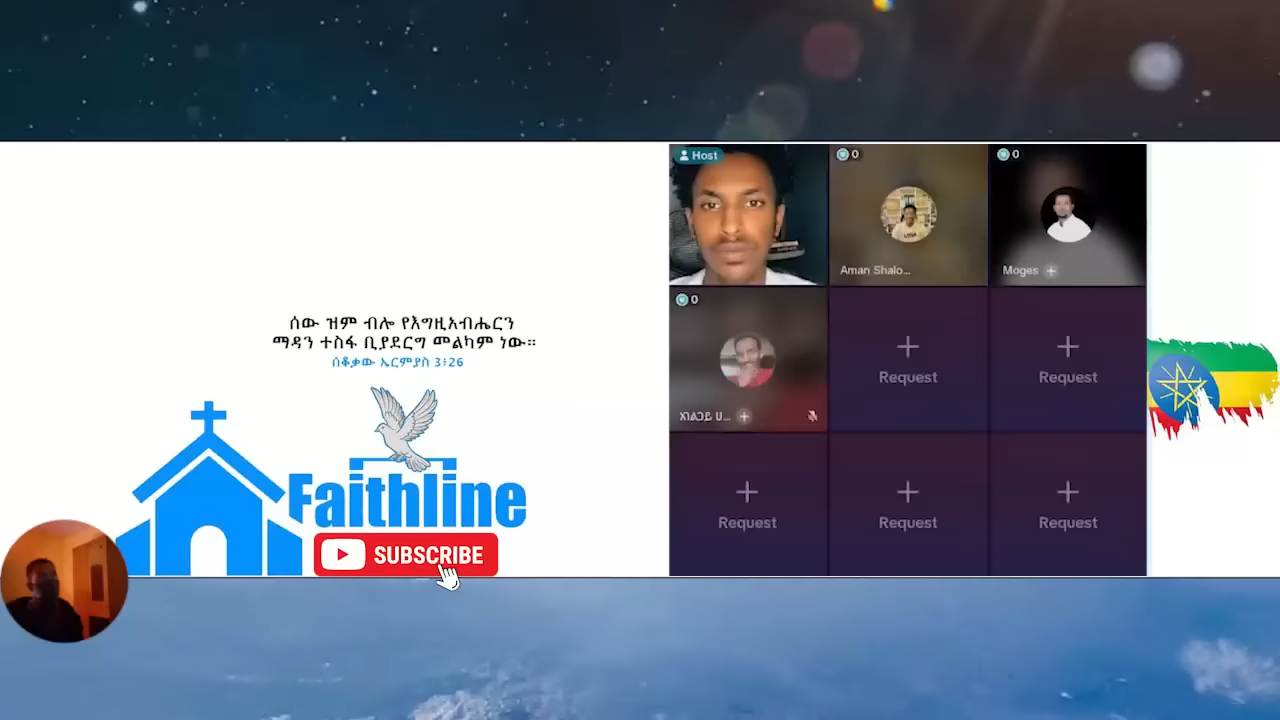 ሰው ዝም ብሎ የእግዚአብሔርን
ማዳን ተስፋ ቢያደርግ መልካም ነው።
ሰቆቃው ኤርምያስ 3፥26
Faithline
SUBSCRIBE
Host
0
0
Aman Shalo...
Moges
0
Request
Request
Request
Request
Request